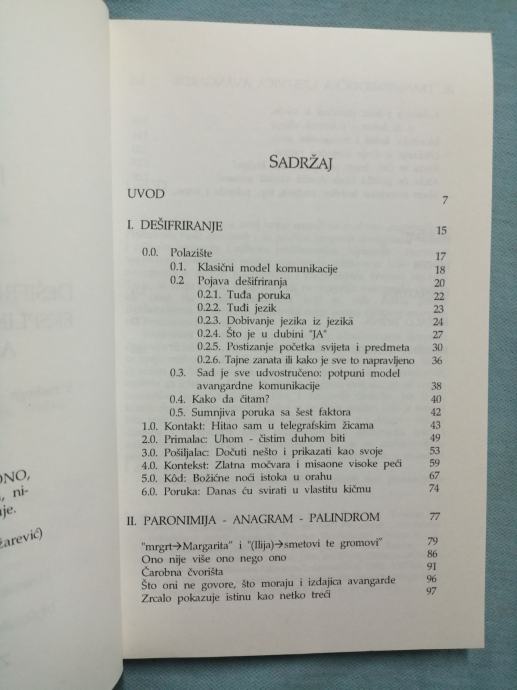 ONO,
ni-
je.
žarević)
SADRŽAJ
UVOD 7
I. DEŠIFRIRANJE 15
0.0. Polazište 17
0.1. Klasični model komunikacije 18
0.2 Pojava dešifriranja 20
0.2.1. Tuđa poruka 22
0.2.2. Tuđi jezik 23
0.2.3. Dobivanje jezika iz jezikâ 24
0.2.4. Što je u dubini "JA" 27
0.2.5. Postizanje početka svijeta i predmeta 30
0.2.6. Tajne zanata ili kako je sve to napravljeno 36
0.3. Sad je sve udvostručeno: potpuni model
avangardne komunikacije 38
0.4. Kako da čitam? 40
0.5. Sumnjiva poruka sa šest faktora 42
1.0. Kontakt: Hitao sam u telegrafskim žicama 43
2.0. Primalac: Uhom - čistim duhom biti 49
3.0. Pošiljalac: Dočuti nešto i prikazati kao svoje 53
4.0. Kontekst: Zlatna močvara i misaone visoke peći 59
5.0. Kôd: Božićne noći istoka u orahu 67
6.0. Poruka: Danas ću svirati u vlastitu kičmu 74
II. PARONIMIJA - ANAGRAM - PALINDROM 77
"mrgrt→Margarita" i "(Ilija)→smetovi te gromovi" 79
Ono nije više ono nego ono 86
Čarobna čvorišta 91
Što oni ne govore, što moraju i izdajica avangarde 96
Zrcalo pokazuje istinu kao netko treći 97